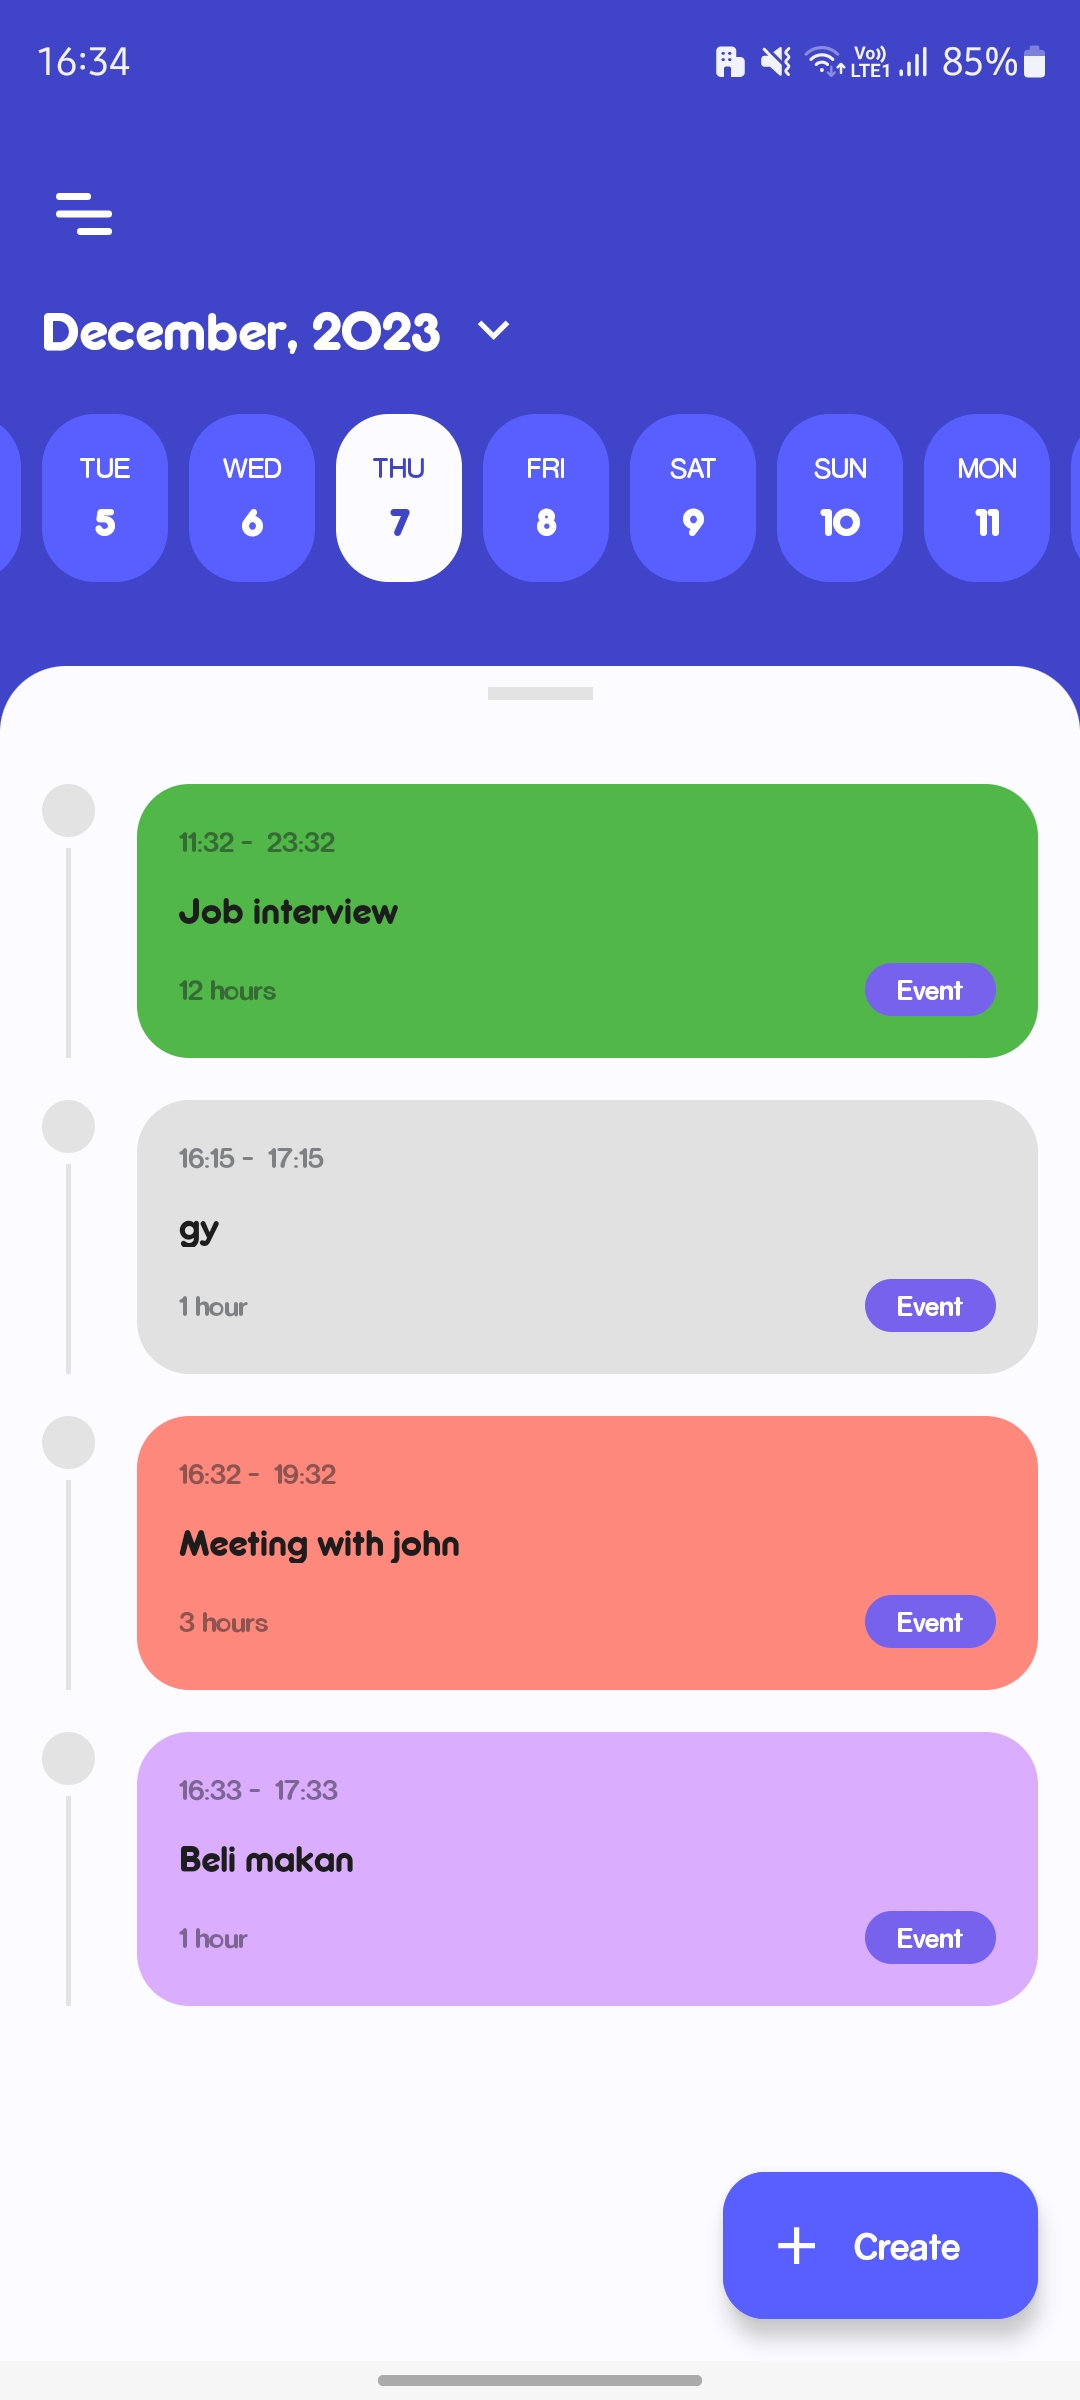 16:34 Vo)) LTE1 85%
December, 2023
TUE WED THU FRI SAT SUN MON
5 6 7 8 9 10 11
11:32 - 23:32
Job interview
12 hours Event
16:15 - 17:15
gy
1 hour Event
16:32 - 19:32
Meeting with john
3 hours Event
16:33 - 17:33
Beli makan
1 hour Event
+ Create